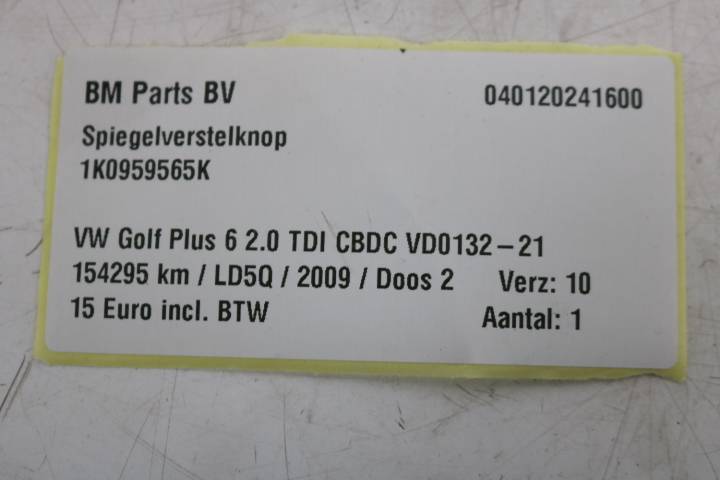 BM Parts BV 040120241600
Spiegelverstelknop
1K0959565K
VW Golf Plus 6 2.0 TDI CBDC VD0132-21
154295 km / LD5Q / 2009 / Doos 2 Verz: 10
15 Euro incl. BTW Aantal: 1